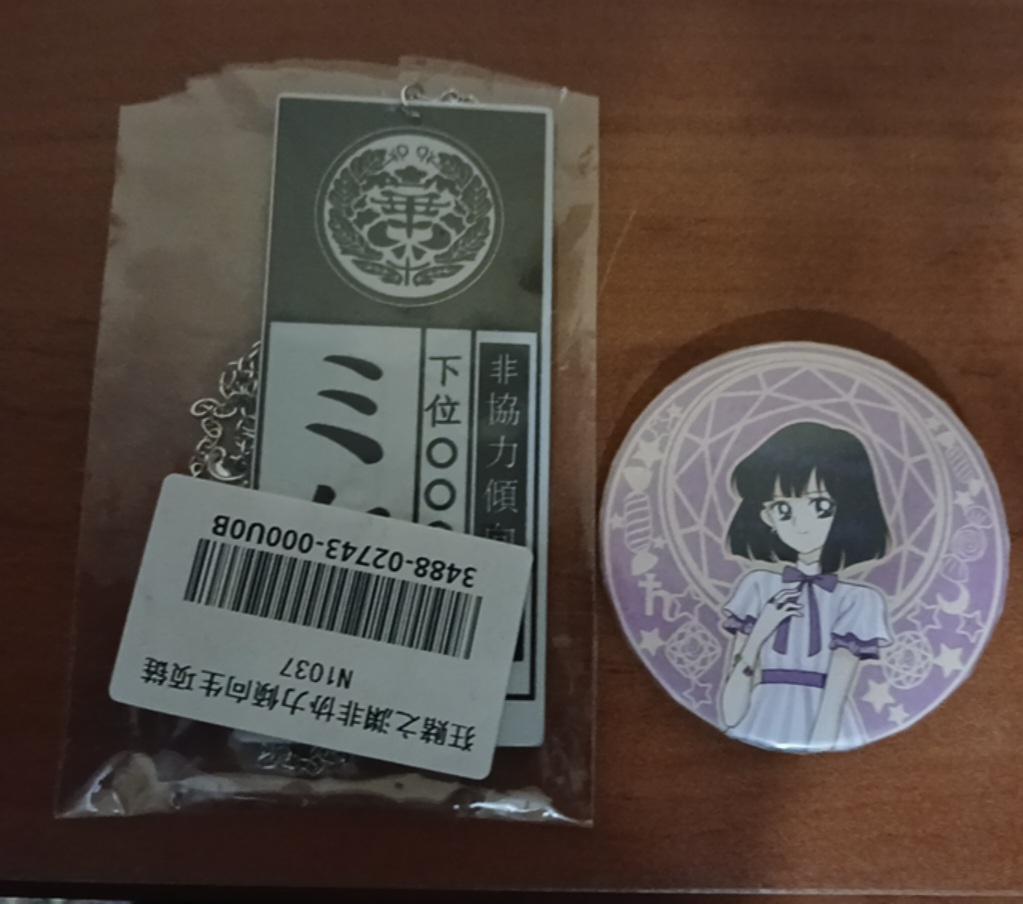 華
ミ
下位〇〇
非協力傾向
3488-02743-000U0B
N1037
狂赌之渊非协力倾向生项链